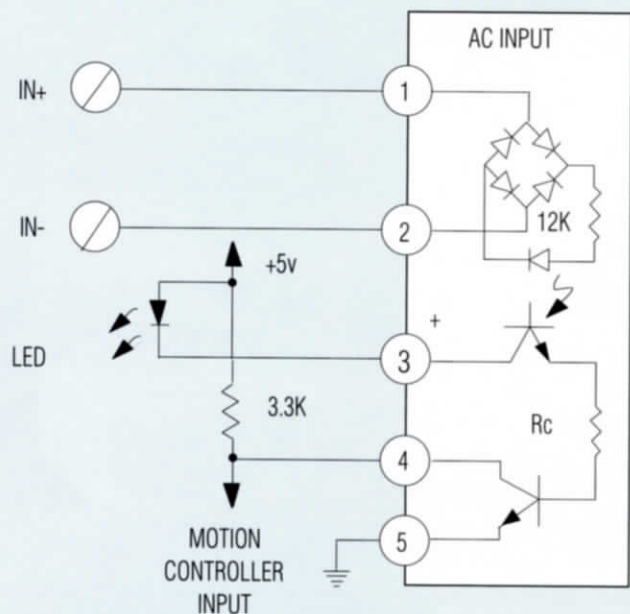 AC INPUT
IN+
1
12K
IN-
2
+5v
+
3
LED
3.3K
Rc
4
5
MOTION
CONTROLLER
INPUT